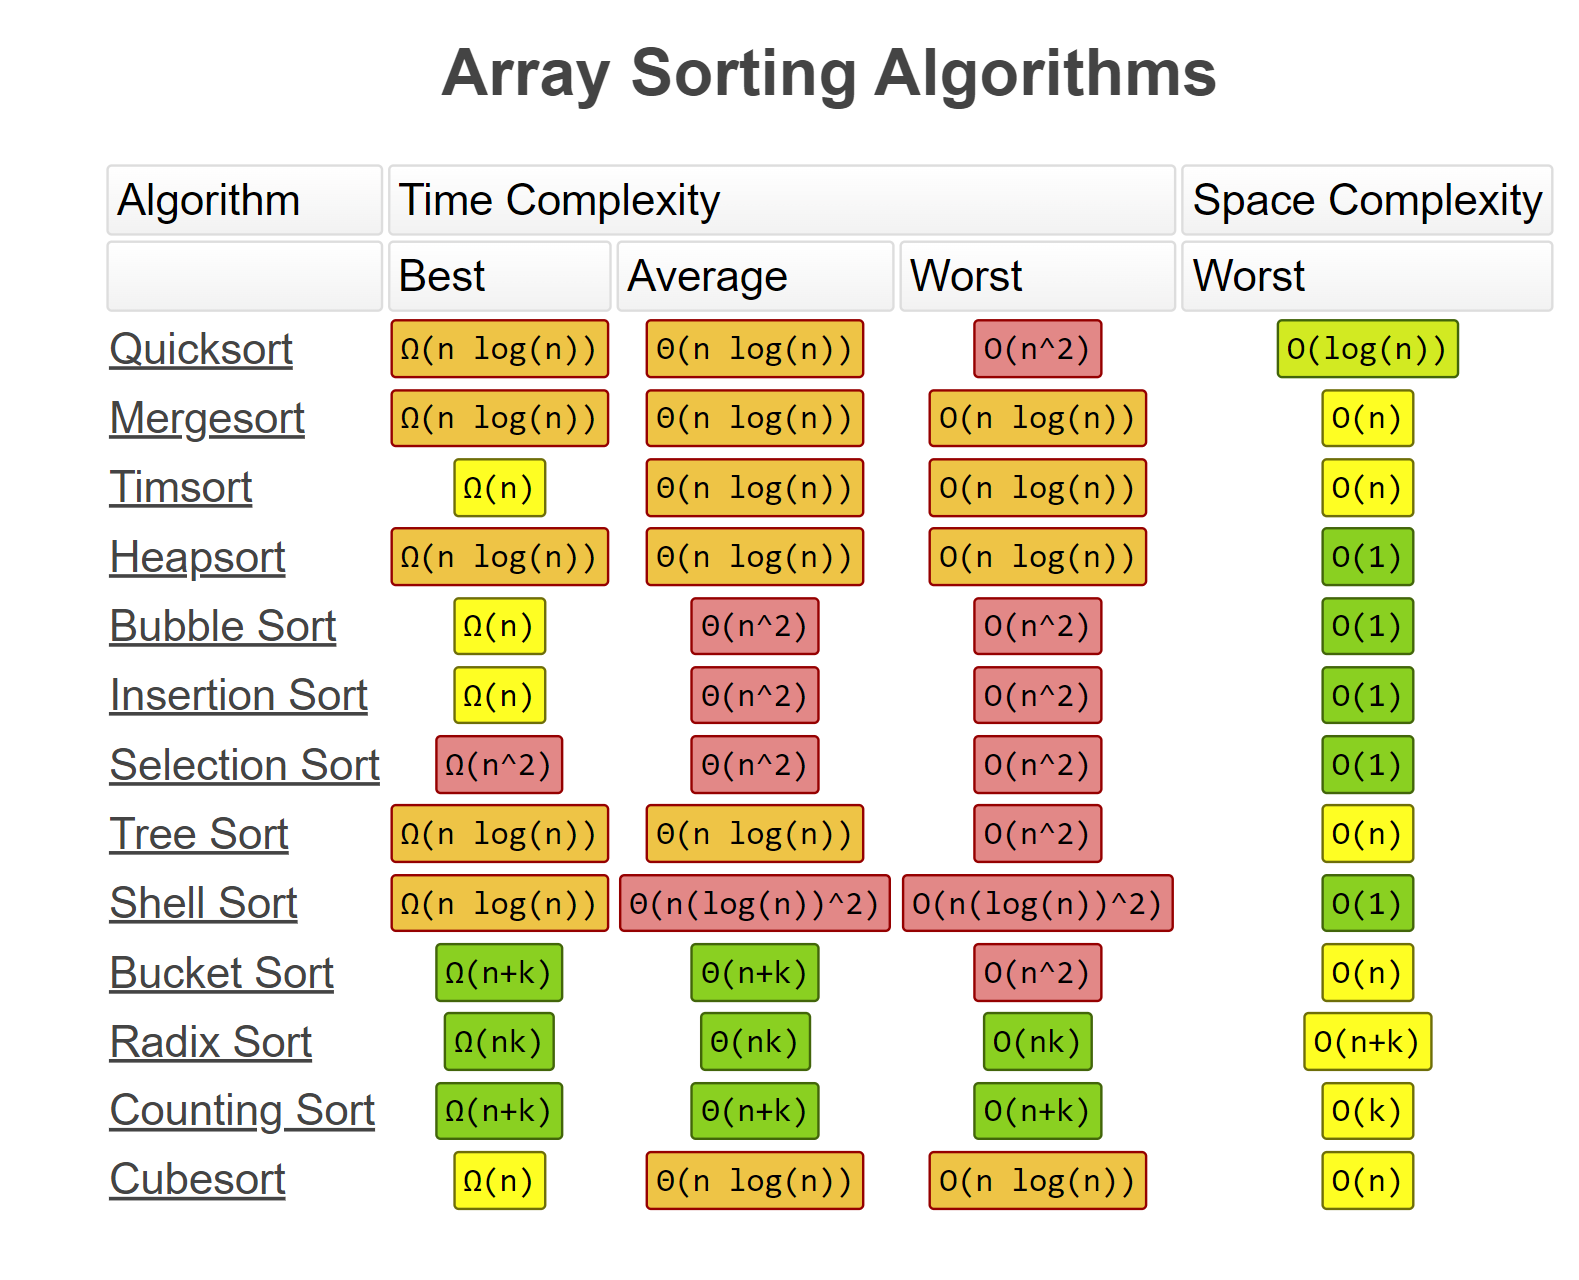 Array Sorting Algorithms
Algorithm Time Complexity Space Complexity
Best Average Worst Worst
Quicksort Ω(n log(n)) Θ(n log(n)) O(n^2) O(log(n))
Mergesort Ω(n log(n)) Θ(n log(n)) O(n log(n)) O(n)
Timsort Ω(n) Θ(n log(n)) O(n log(n)) O(n)
Heapsort Ω(n log(n)) Θ(n log(n)) O(n log(n)) O(1)
Bubble Sort Ω(n) Θ(n^2) O(n^2) O(1)
Insertion Sort Ω(n) Θ(n^2) O(n^2) O(1)
Selection Sort Ω(n^2) Θ(n^2) O(n^2) O(1)
Tree Sort Ω(n log(n)) Θ(n log(n)) O(n^2) O(n)
Shell Sort Ω(n log(n)) Θ(n(log(n))^2) O(n(log(n))^2) O(1)
Bucket Sort Ω(n+k) Θ(n+k) O(n^2) O(n)
Radix Sort Ω(nk) Θ(nk) O(nk) O(n+k)
Counting Sort Ω(n+k) Θ(n+k) O(n+k) O(k)
Cubesort Ω(n) Θ(n log(n)) O(n log(n)) O(n)